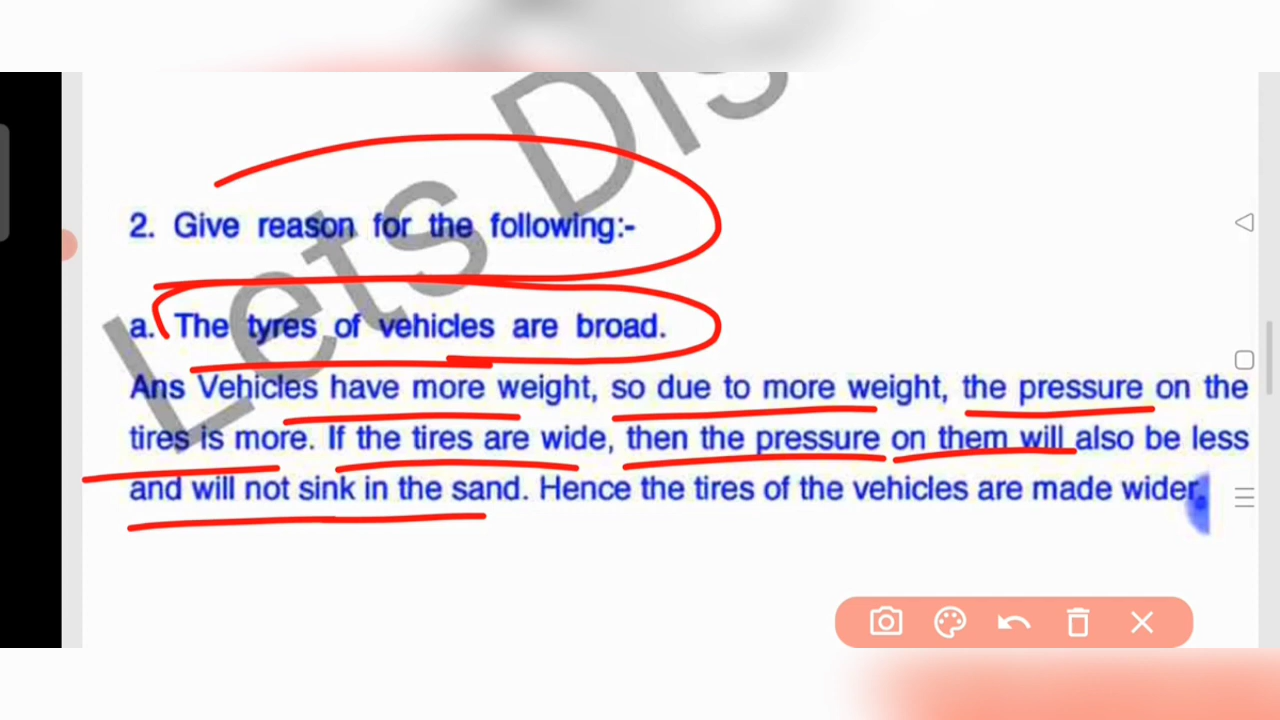 Lets Dis
2. Give reason for the following:-
a. The tyres of vehicles are broad.
Ans Vehicles have more weight, so due to more weight, the pressure on the
tires is more. If the tires are wide, then the pressure on them will also be less
and will not sink in the sand. Hence the tires of the vehicles are made wider.